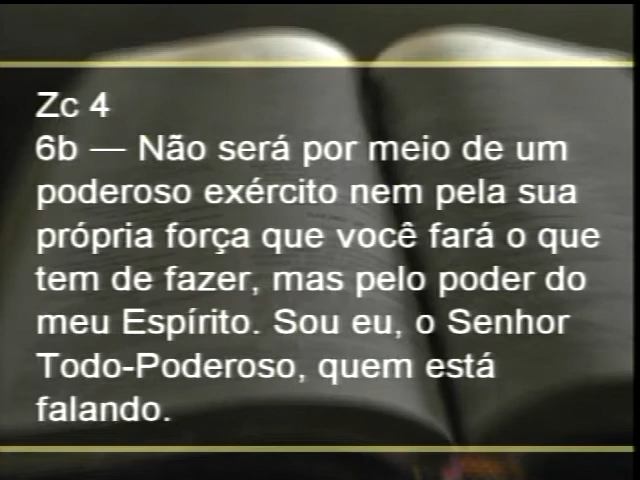 Zc 4
6b — Não será por meio de um
poderoso exército nem pela sua
própria força que você fará o que
tem de fazer, mas pelo poder do
meu Espírito. Sou eu, o Senhor
Todo-Poderoso, quem está
falando.